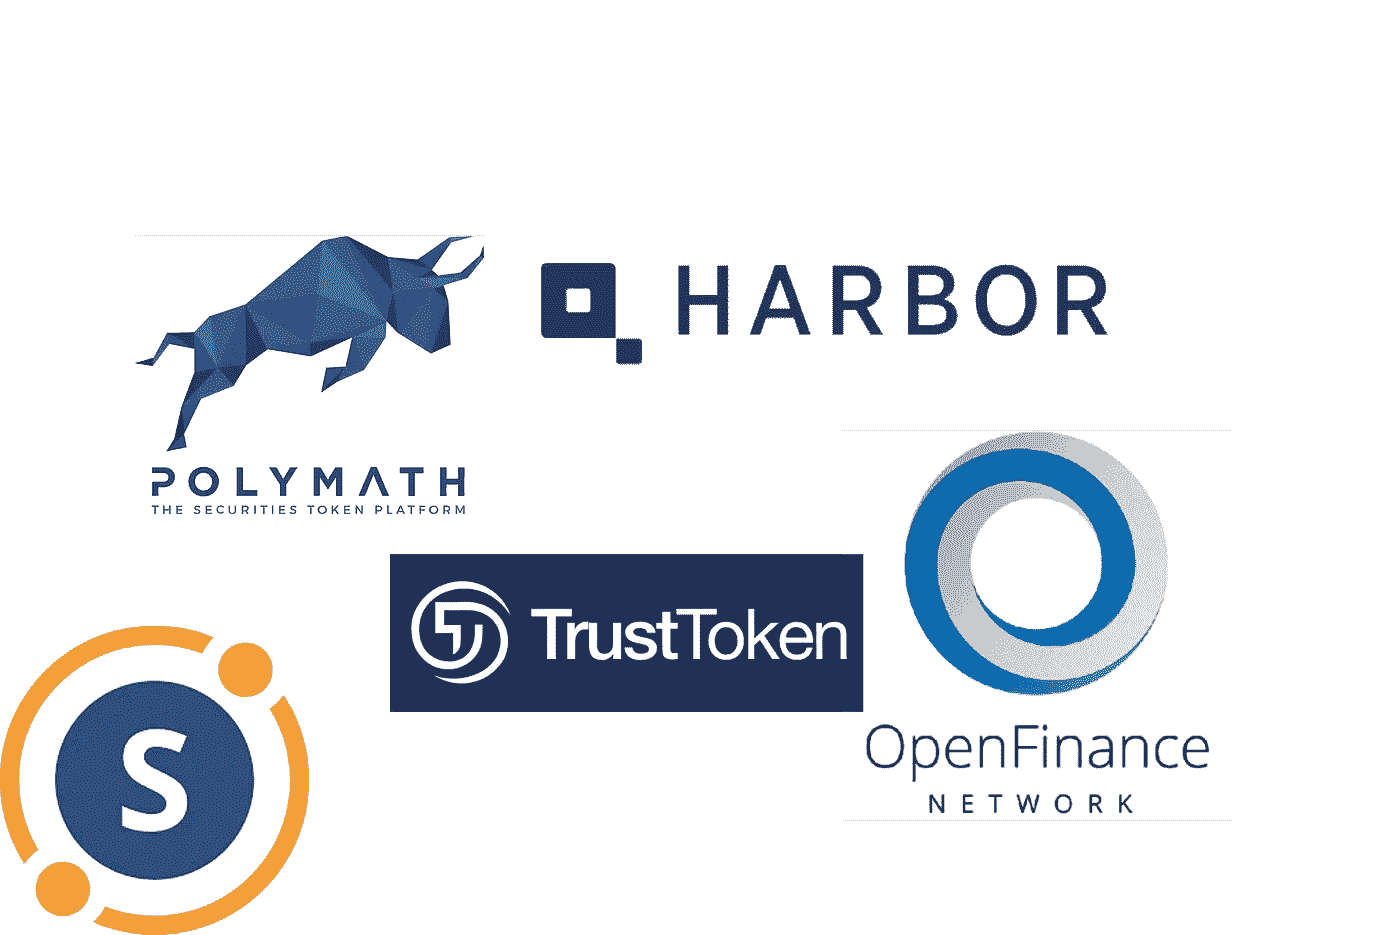 POLYMATH
THE SECURITIES TOKEN PLATFORM
HARBOR
TrustToken
OpenFinance
NETWORK
S